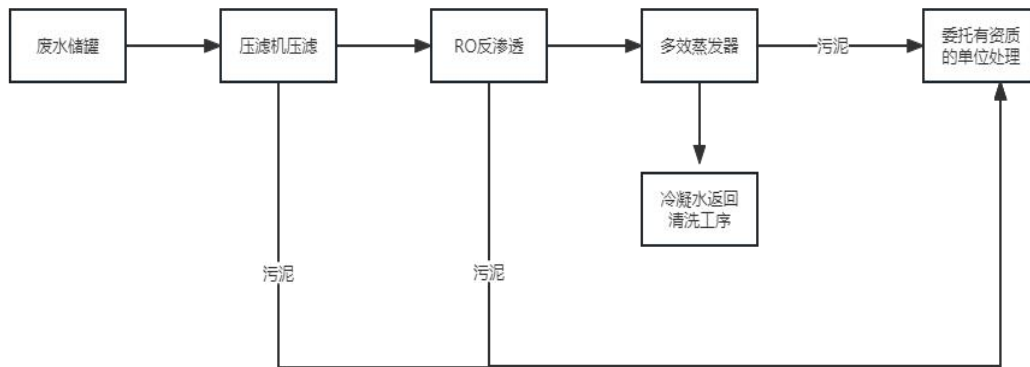 废水储罐
压滤机压滤
RO反渗透
多效蒸发器
污泥
委托有资质
的单位处理
冷凝水返回
清洗工序
污泥
污泥